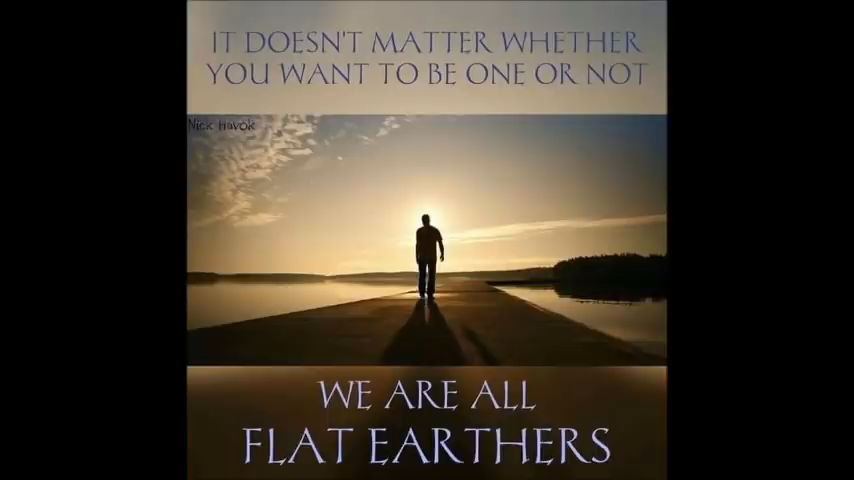 IT DOESN'T MATTER WHETHER
YOU WANT TO BE ONE OR NOT
Nick Havok
WE ARE ALL
FLAT EARTHERS